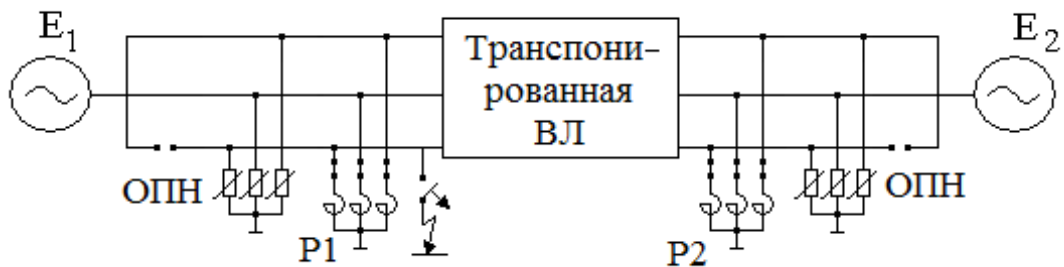 E1
Транспони-
рованная
ВЛ
E2
ОПН
Р1
Р2
ОПН